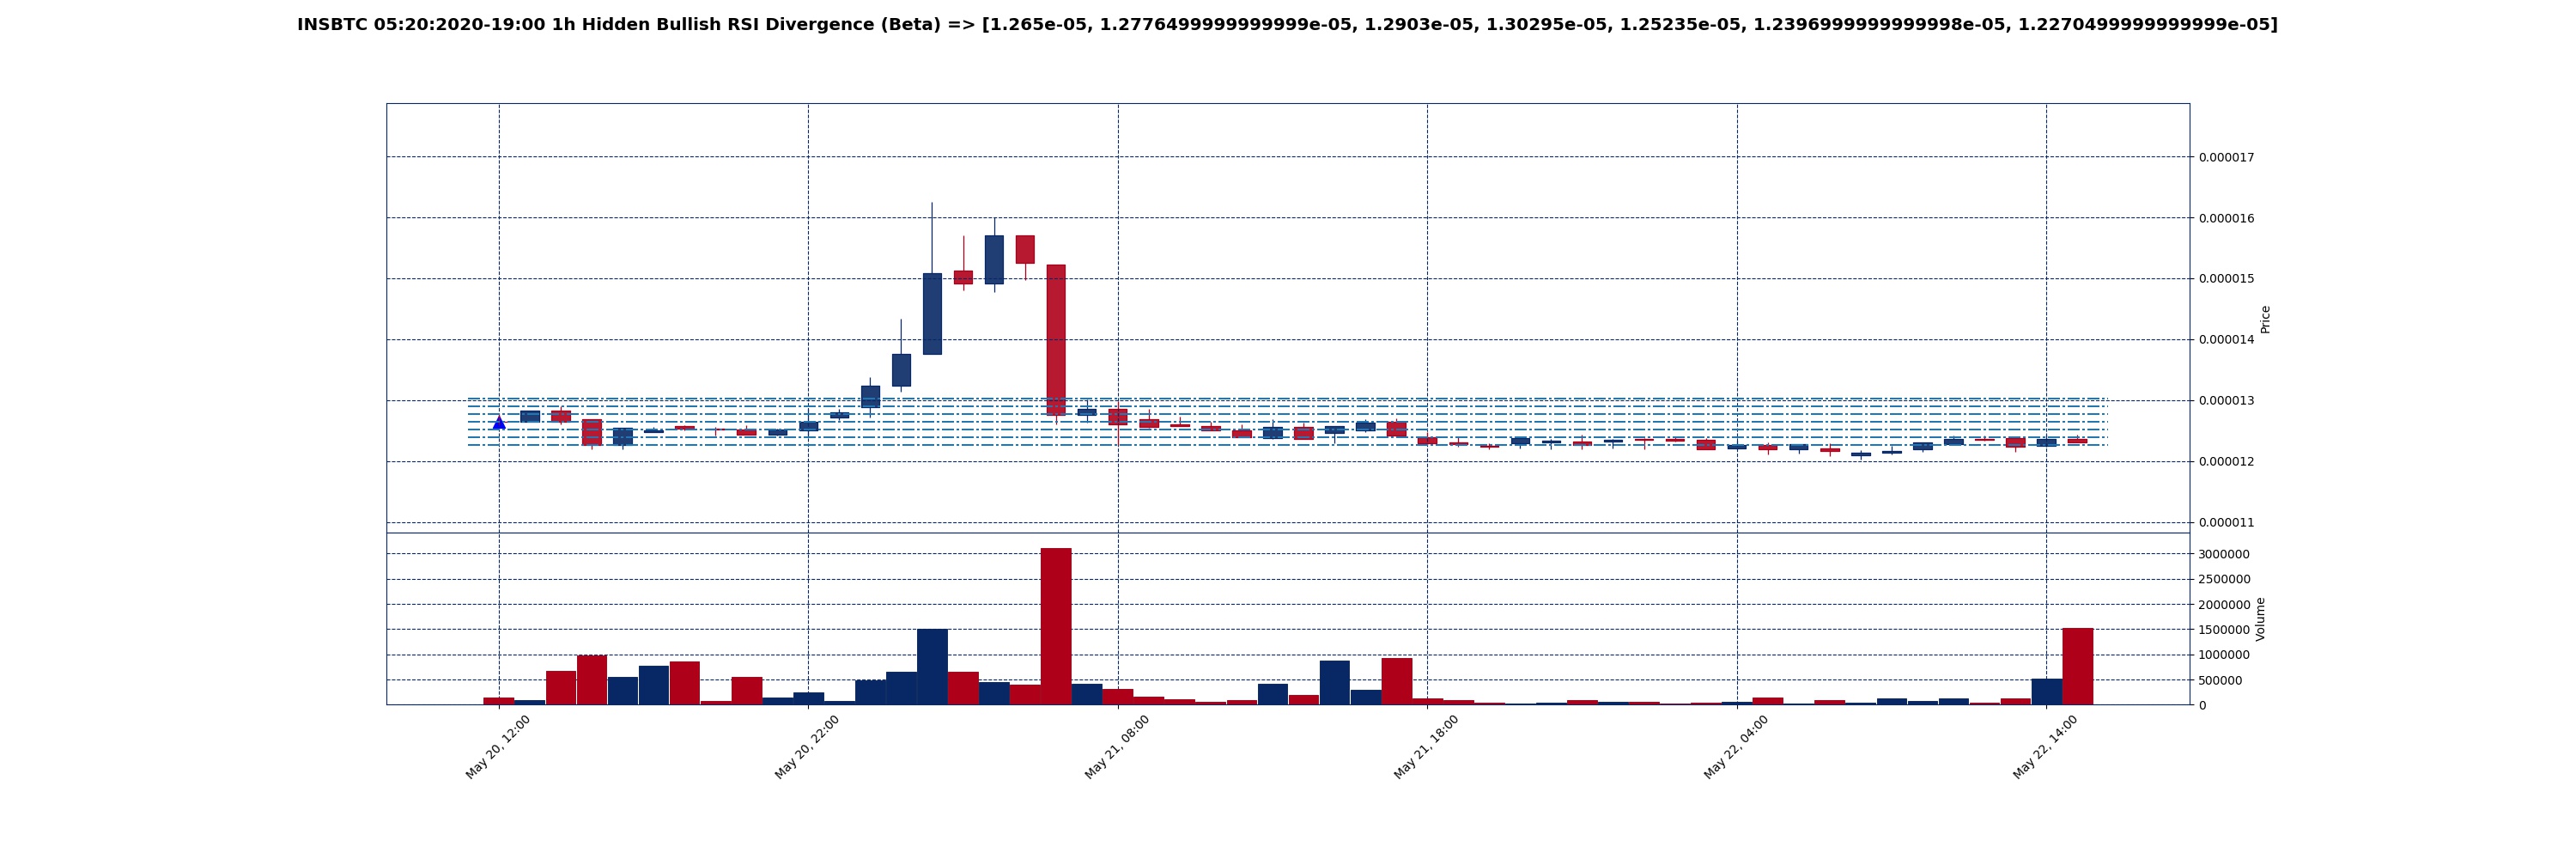 INSBTC 05:20:2020-19:00 1h Hidden Bullish RSI Divergence (Beta) => [1.265e-05, 1.2776499999999999e-05, 1.2903e-05, 1.30295e-05, 1.25235e-05, 1.2396999999999998e-05, 1.2270499999999999e-05]
0.000017
0.000016
0.000015
0.000014
0.000013
0.000012
0.000011
Price
3000000
2500000
2000000
1500000
1000000
500000
0
Volume
May 20, 12:00
May 20, 22:00
May 21, 08:00
May 21, 18:00
May 22, 04:00
May 22, 14:00